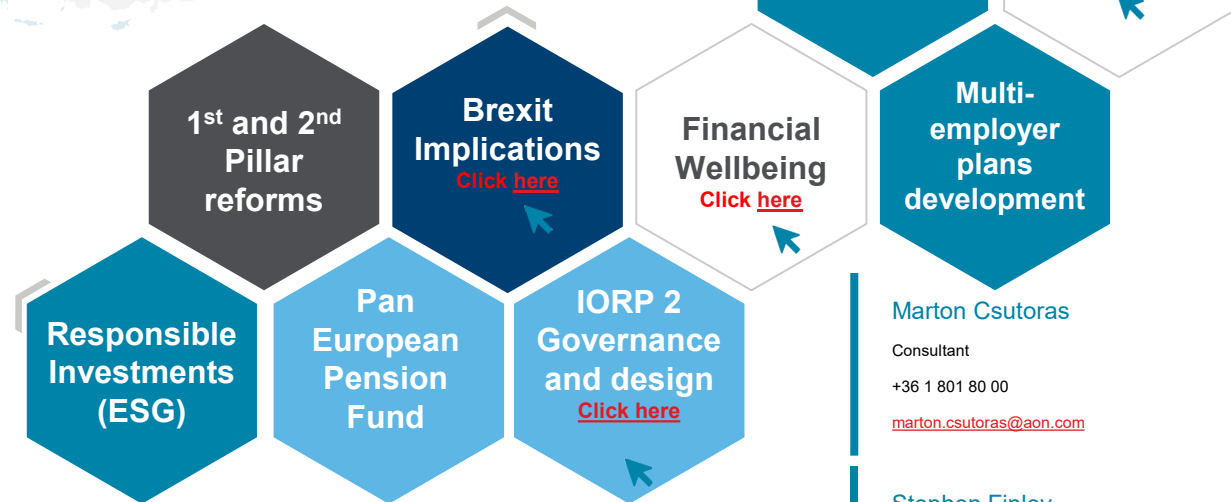 1st and 2nd
Pillar
reforms
Brexit
Implications
Click here
Financial
Wellbeing
Click here
Multi-
employer
plans
development
Responsible
Investments
(ESG)
Pan
European
Pension
Fund
IORP 2
Governance
and design
Click here
Marton Csutoras
Consultant
+36 1 801 80 00
marton.csutoras@aon.com
Stephen Finley